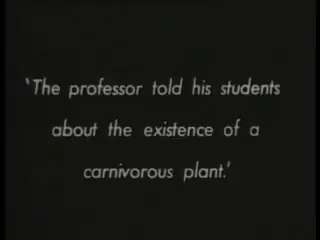 'The professor told his students
about the existence of a
carnivorous plant.'